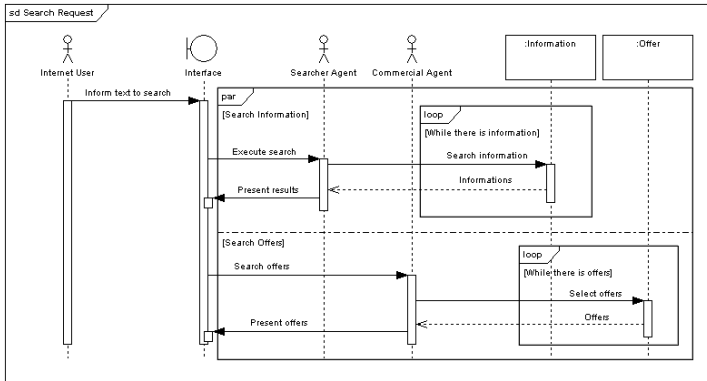 sd Search Request
Internet User
Interface
Searcher Agent
Commercial Agent
:Information
:Offer
Inform text to search
par
[Search Information]
loop
[While there is information]
Execute search
Search information
Informations
Present results
[Search Offers]
loop
[While there is offers]
Search offers
Select offers
Offers
Present offers